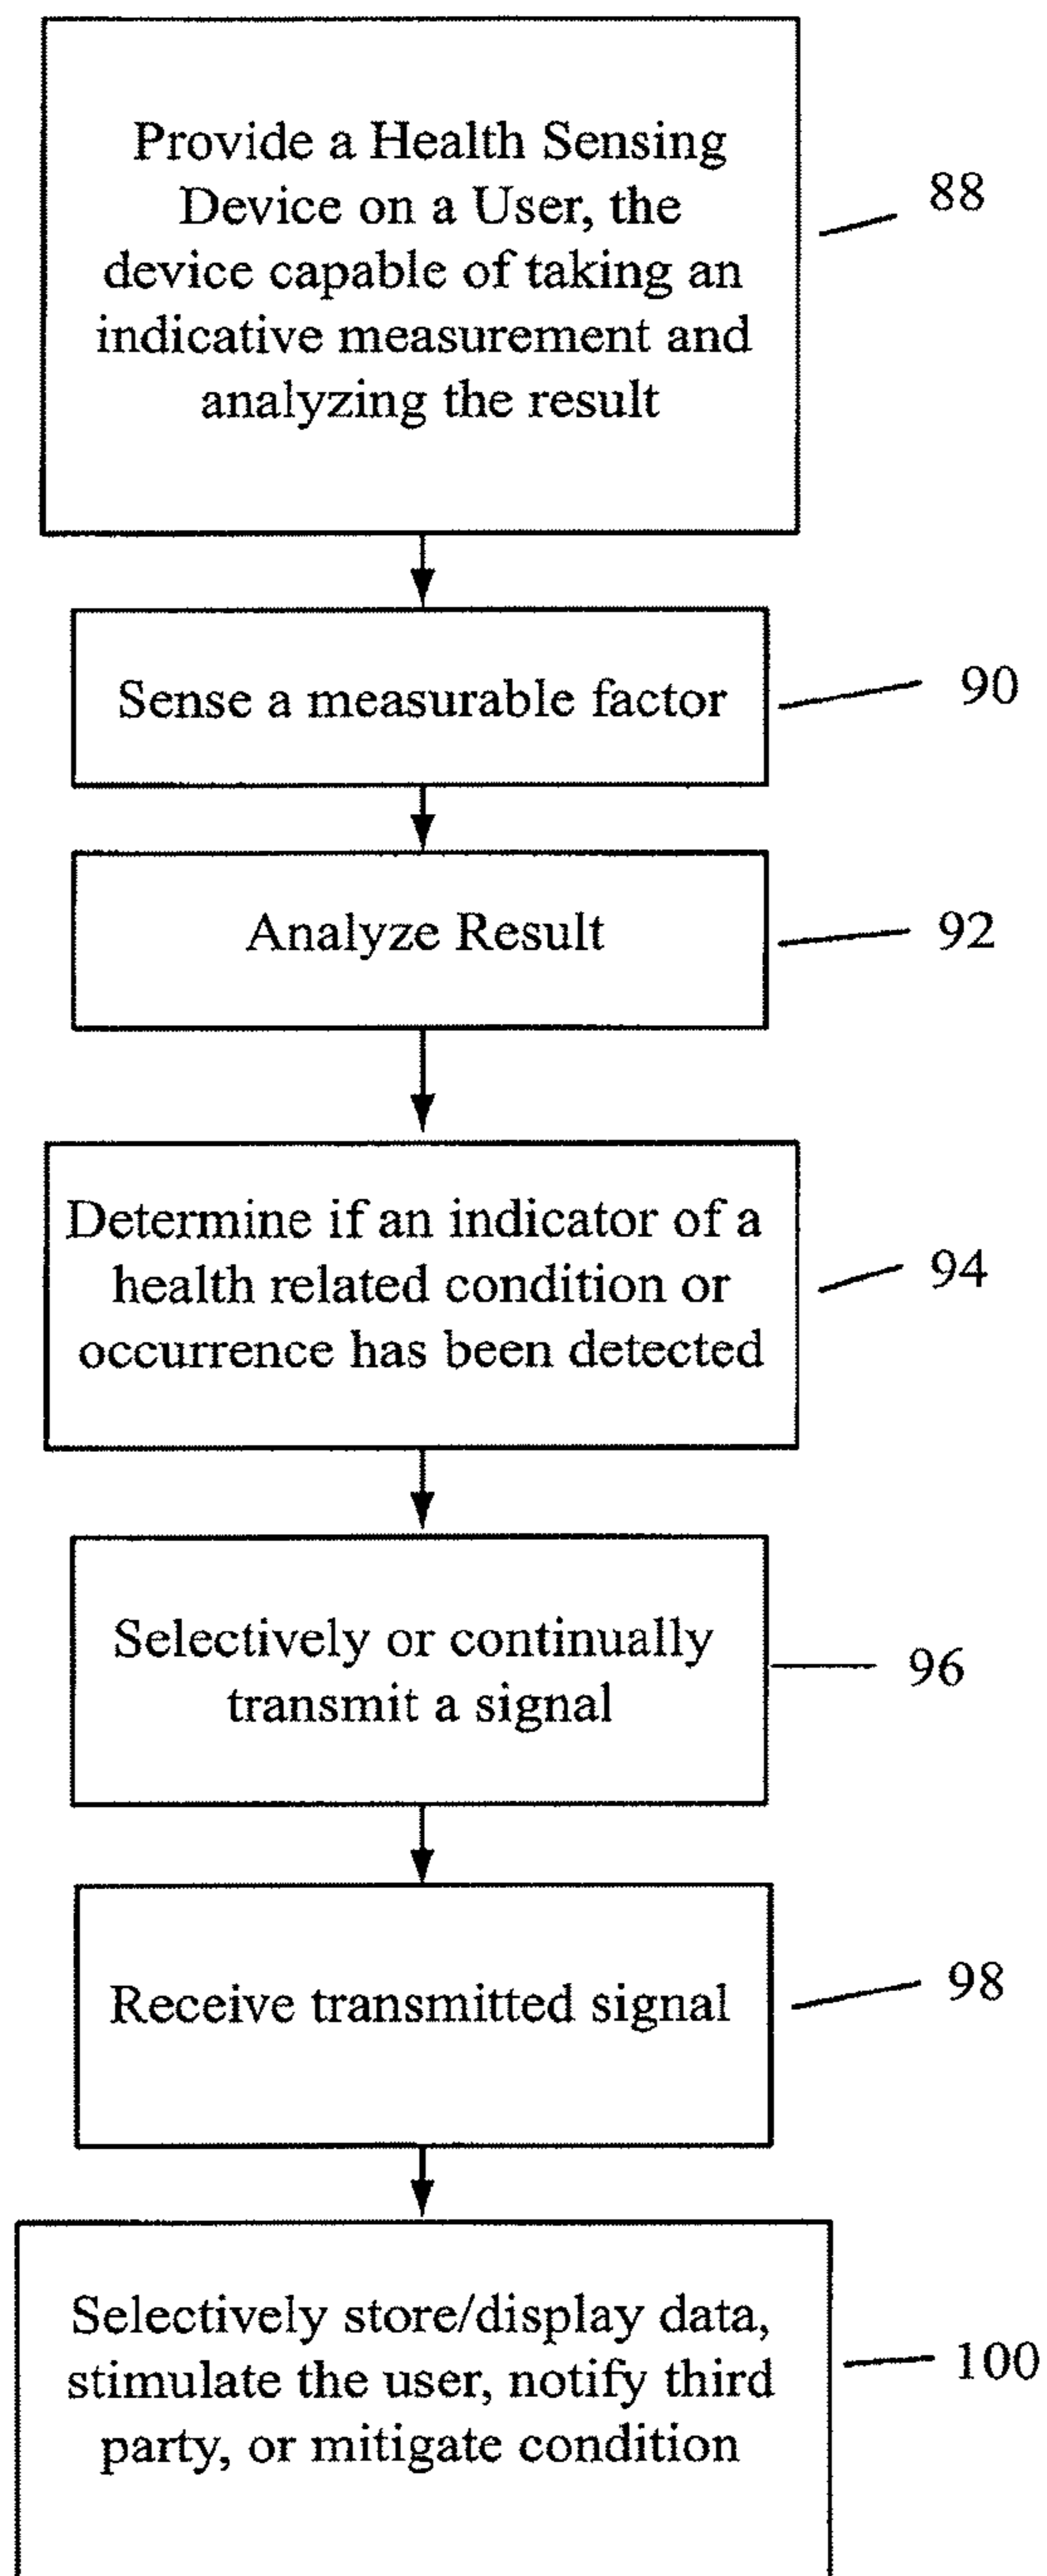 Provide a Health Sensing
Device on a User, the
device capable of taking an
indicative measurement and
analyzing the result
88
Sense a measurable factor
90
Analyze Result
92
Determine if an indicator of a
health related condition or
occurrence has been detected
94
Selectively or continually
transmit a signal
96
Receive transmitted signal
98
Selectively store/display data,
stimulate the user, notify third
party, or mitigate condition
100